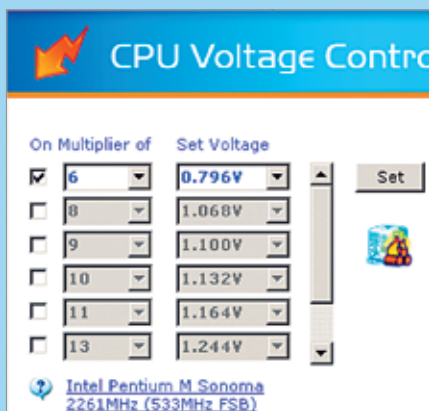 CPU Voltage Contro
On Multiplier of Set Voltage
6 0.796V Set
8 1.068V
9 1.100V
10 1.132V
11 1.164V
13 1.244V
Intel Pentium M Sonoma
2261MHz (533MHz FSB)